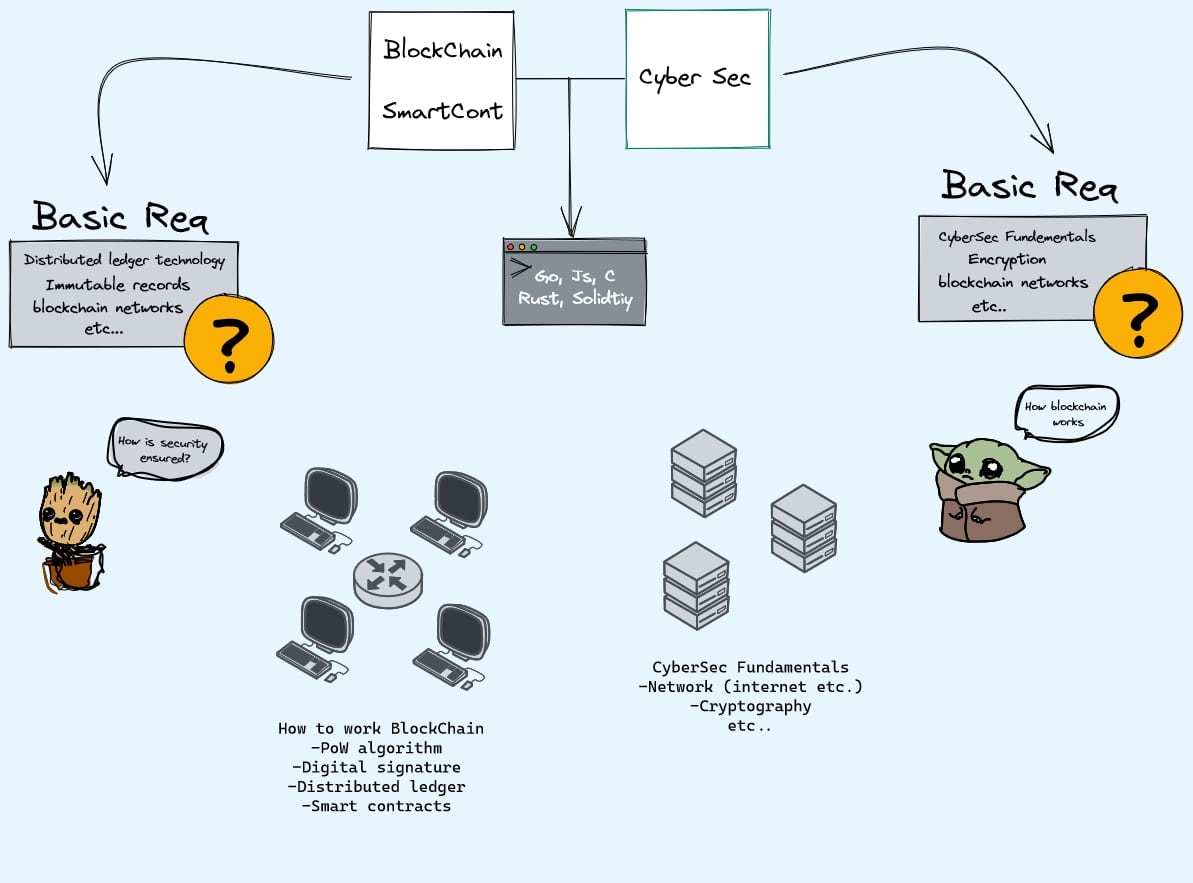 BlockChain
SmartCont
Cyber Sec
Basic Req
Distributed ledger technology
Immutable records
blockchain networks
etc...
?
>
Go, Js, C
Rust, Solidtiy
Basic Req
CyberSec Fundementals
Encryption
blockchain networks
etc..
?
How is security
ensured?
How blockchain
works
How to work BlockChain
-PoW algorithm
-Digital signature
-Distributed ledger
-Smart contracts
CyberSec Fundamentals
-Network (internet etc.)
-Cryptography
etc..